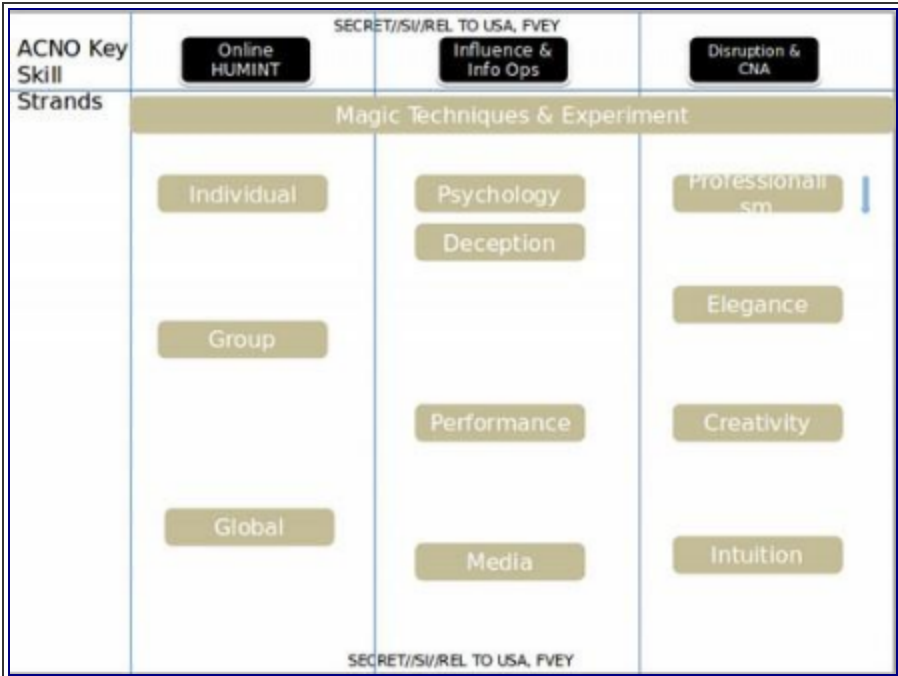 SECRET//SI//REL TO USA, FVEY
ACNO Key
Skill
Strands
Online
HUMINT
Influence &
Info Ops
Disruption &
CNA
Magic Techniques & Experiment
Individual
Psychology
Professionali
sm
Deception
Elegance
Group
Performance
Creativity
Global
Media
Intuition
SECRET//SI//REL TO USA, FVEY